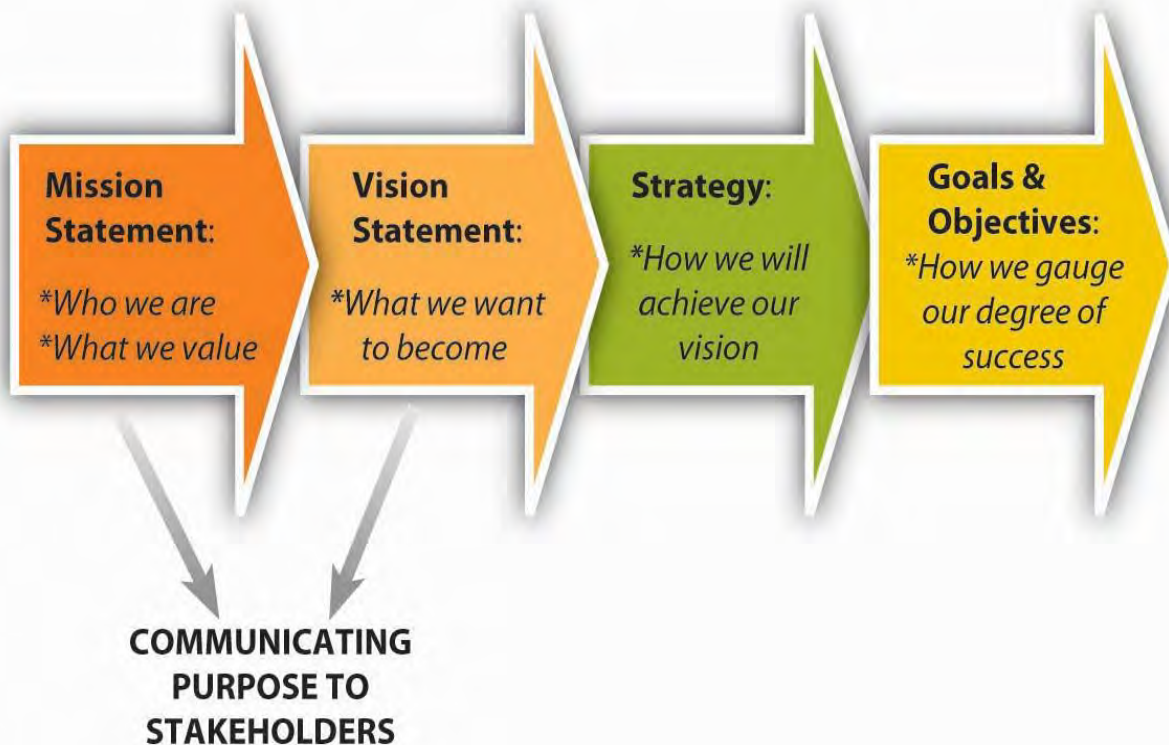 Mission
Statement:
*Who we are
*What we value
Vision
Statement:
*What we want
to become
Strategy:
*How we will
achieve our
vision
Goals &
Objectives:
*How we gauge
our degree of
success
COMMUNICATING
PURPOSE TO
STAKEHOLDERS